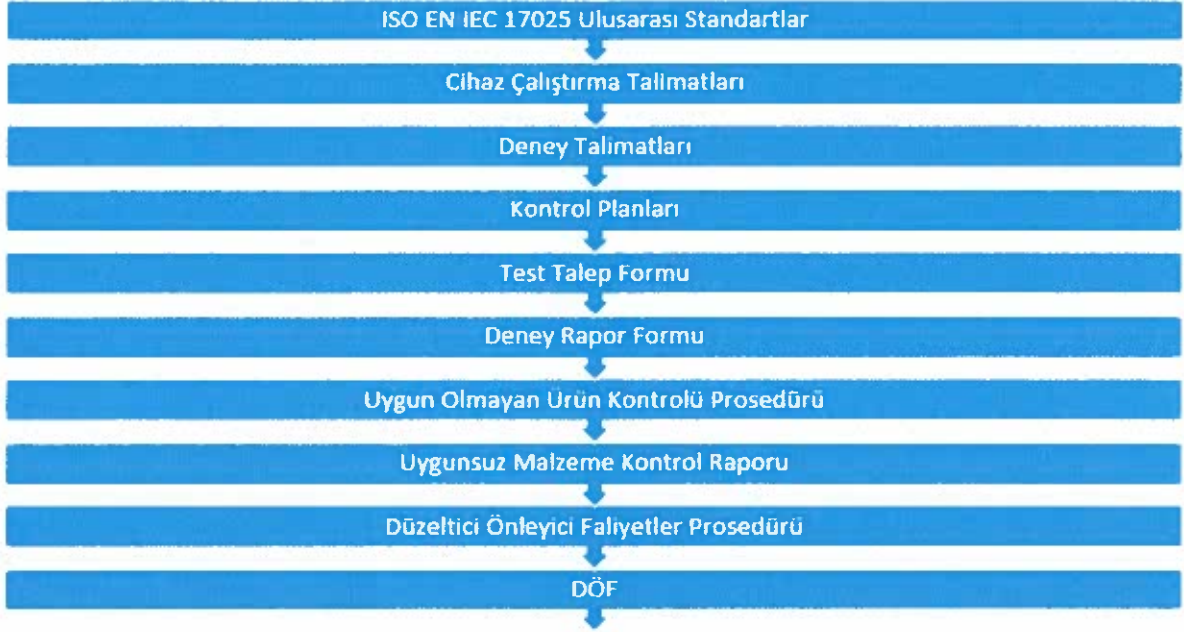 ISO EN IEC 17025 Ulusarası Standartlar
Cihaz Çalıştırma Talimatları
Deney Talimatları
Kontrol Planları
Test Talep Formu
Deney Rapor Formu
Uygun Olmayan Ürün Kontrolü Prosedürü
Uygunsuz Malzeme Kontrol Raporu
Düzeltici Önleyici Faliyetler Prosedürü
DÖF